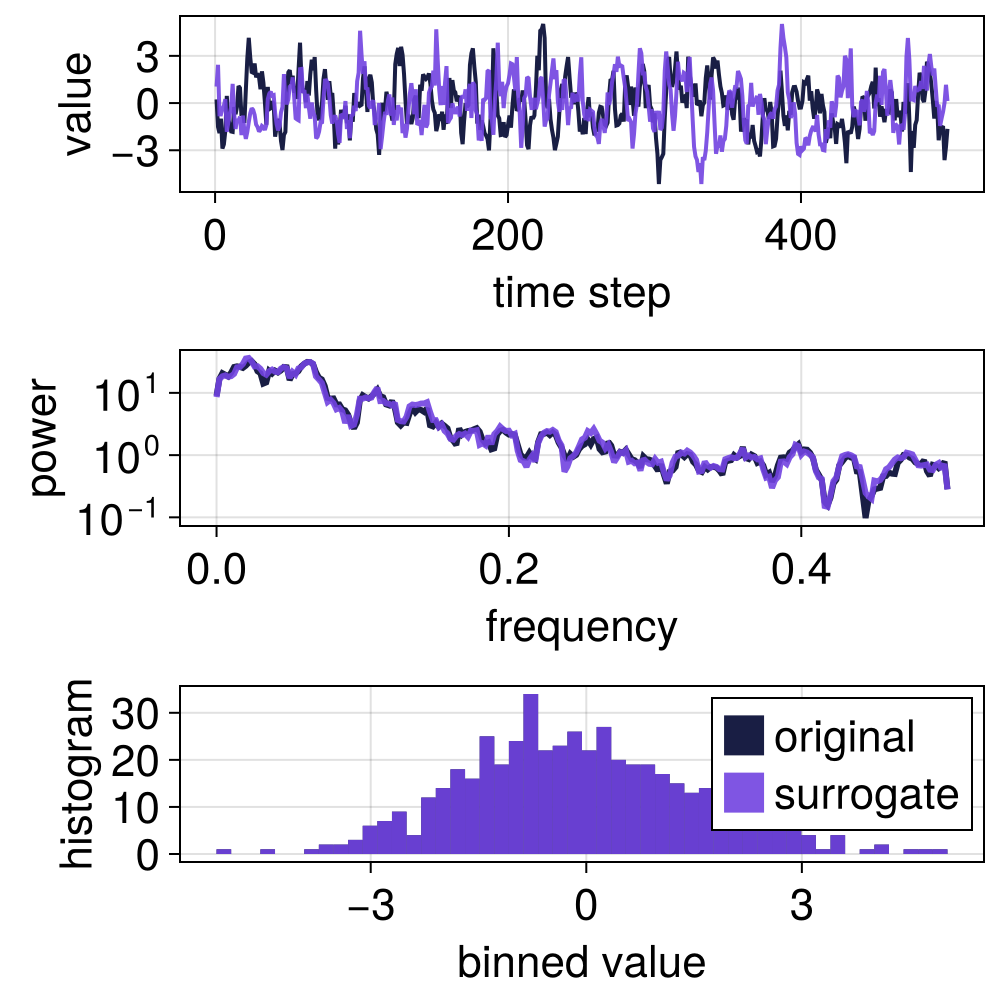 value
3
0
−3
0 200 400
time step
power
10¹
10⁰
10⁻¹
0.0 0.2 0.4
frequency
histogram
30
20
10
0
original
surrogate
−3 0 3
binned value